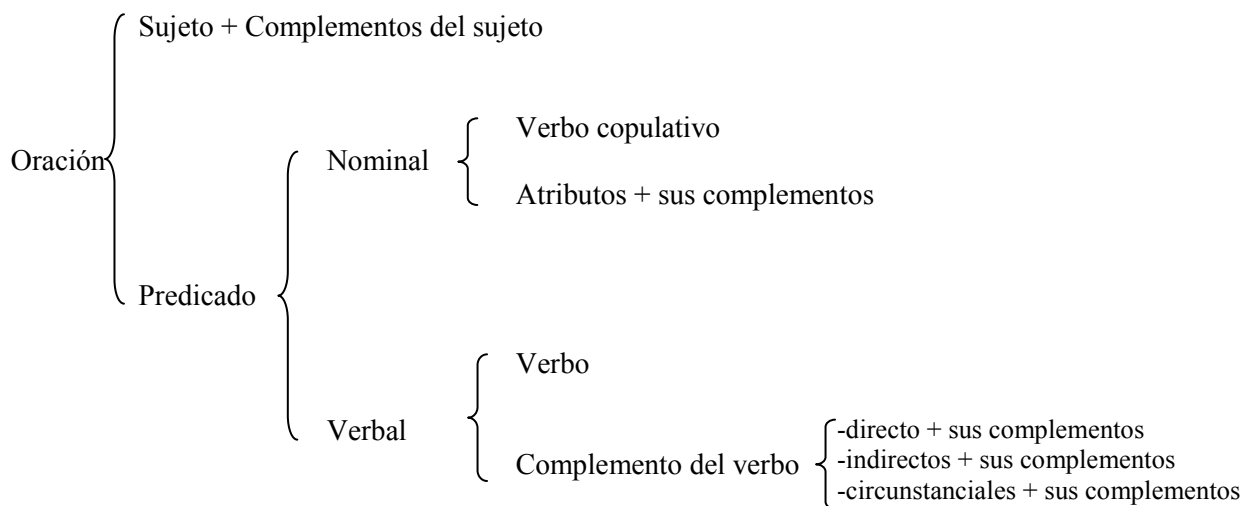 Sujeto + Complementos del sujeto
Verbo copulativo
Oración
Nominal
Atributos + sus complementos
Predicado
Verbo
Verbal
-directo + sus complementos
Complemento del verbo
-indirectos + sus complementos
-circunstanciales + sus complementos